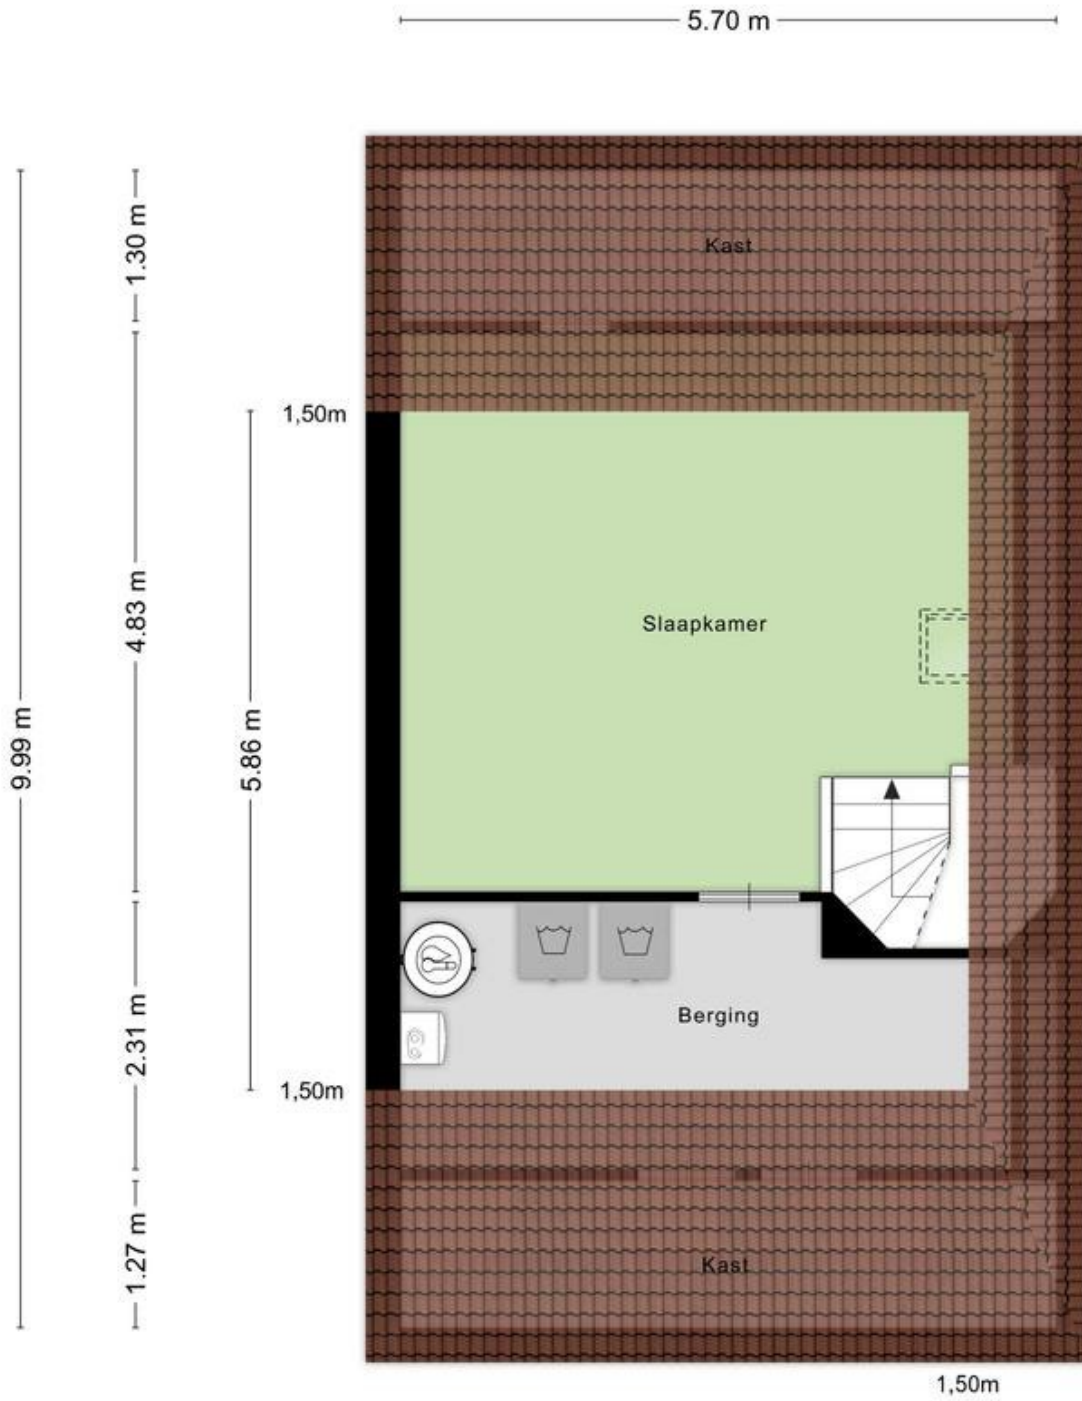 5.70 m
1.30 m
Kast
1,50m
4.83 m
Slaapkamer
9.99 m
5.86 m
2.31 m
Berging
1,50m
1.27 m
Kast
1,50m